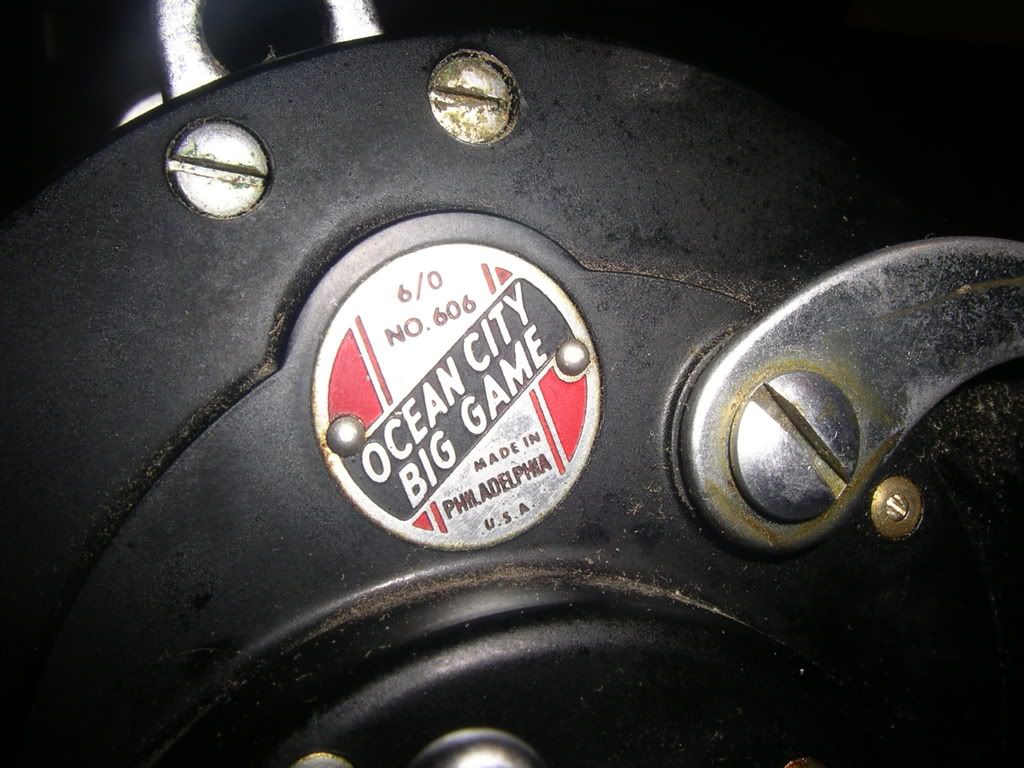 6/0
NO. 606
OCEAN CITY
BIG GAME
MADE IN
PHILADELPHIA
U.S.A.